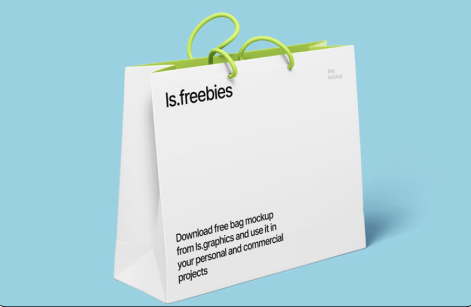 ls.freebies
Bag
Mockup
Download free bag mockup
from ls.graphics and use it in
your personal and commercial
projects